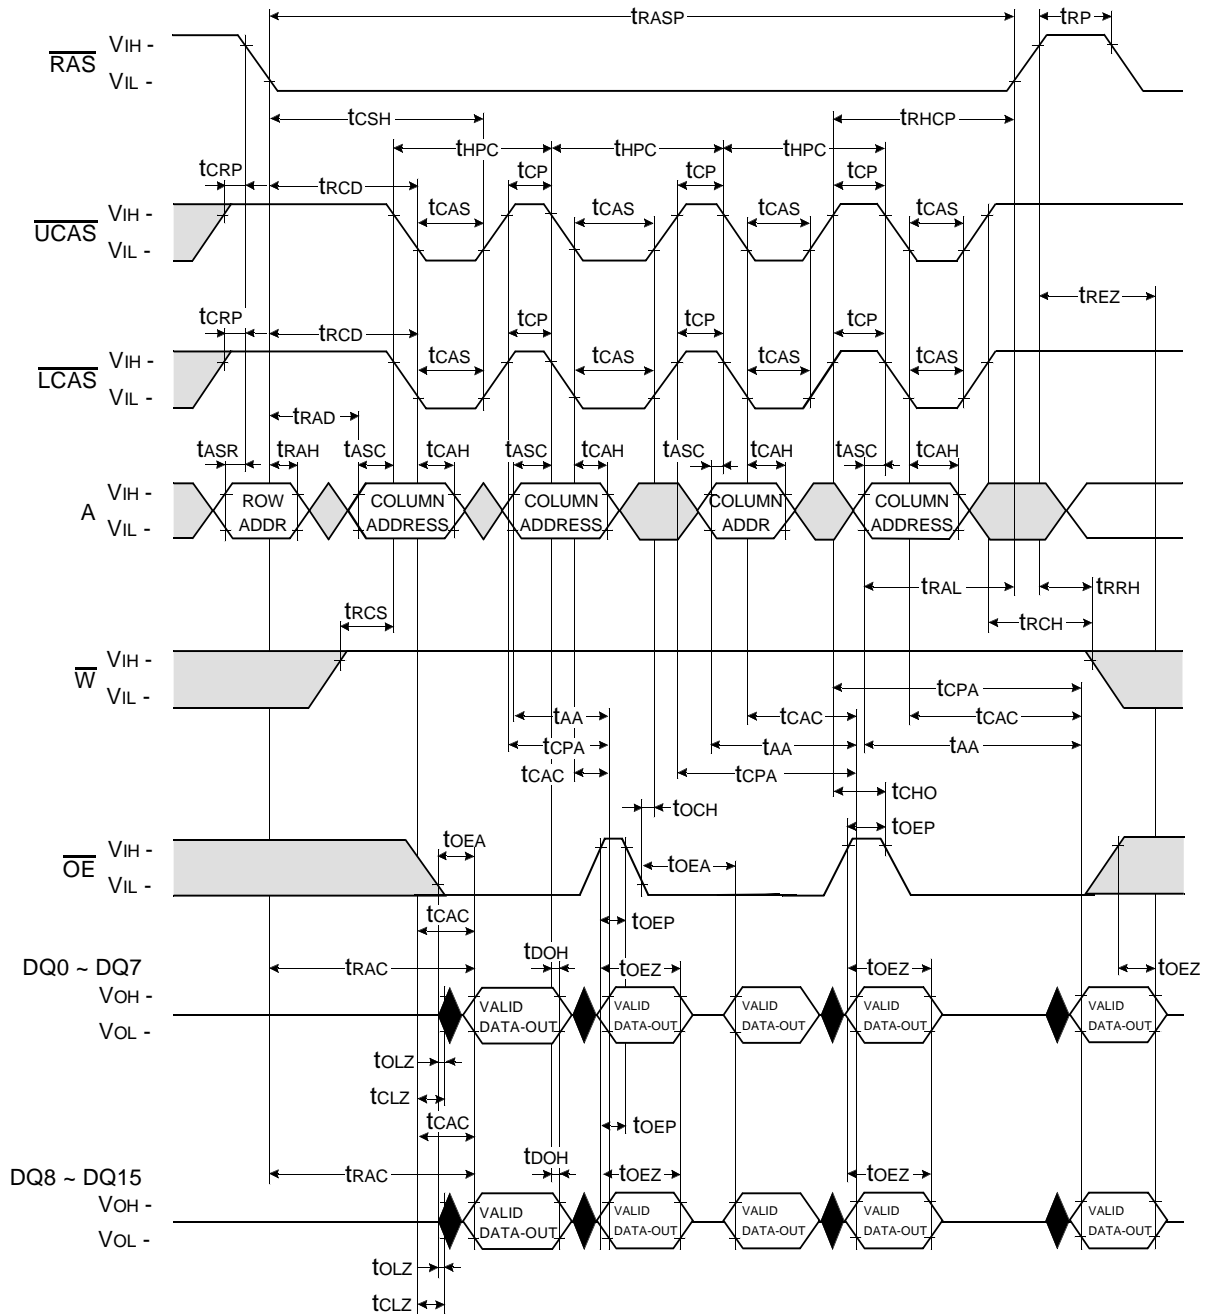 tRASP tRP
RAS VIH -
VIL -
tCSH tRHCP
tHPC tHPC tHPC
tCRP tRCD tCP tCP tCP
UCAS VIH -
tCAS tCAS tCAS tCAS
VIL -
tREZ
tCRP tRCD tCP tCP tCP
LCAS VIH -
tCAS tCAS tCAS tCAS
VIL -
tRAD
tASR tRAH tASC tCAH tASC tCAH tASC tCAH tASC tCAH
A VIH -
ROW COLUMN COLUMN COLUMN COLUMN
VIL -
ADDR ADDRESS ADDRESS ADDR ADDRESS
tRAL tRRH
tRCS tRCH
W VIH -
VIL -
tCPA
tAA tCAC tCAC
tCPA tAA tAA
tCAC tCPA
tCHO
tOCH
tOEP
tOEA
OE VIH -
tOEA
VIL -
tCAC tOEP
tDOH
DQ0 ~ DQ7 tRAC tOEZ tOEZ tOEZ
VOH -
VALID VALID VALID VALID VALID
DATA-OUT DATA-OUT DATA-OUT DATA-OUT DATA-OUT
VOL -
tOLZ
tCLZ
tCAC tOEP
tDOH
DQ8 ~ DQ15 tRAC tOEZ tOEZ
VOH -
VALID VALID VALID VALID VALID
DATA-OUT DATA-OUT DATA-OUT DATA-OUT DATA-OUT
VOL -
tOLZ
tCLZ